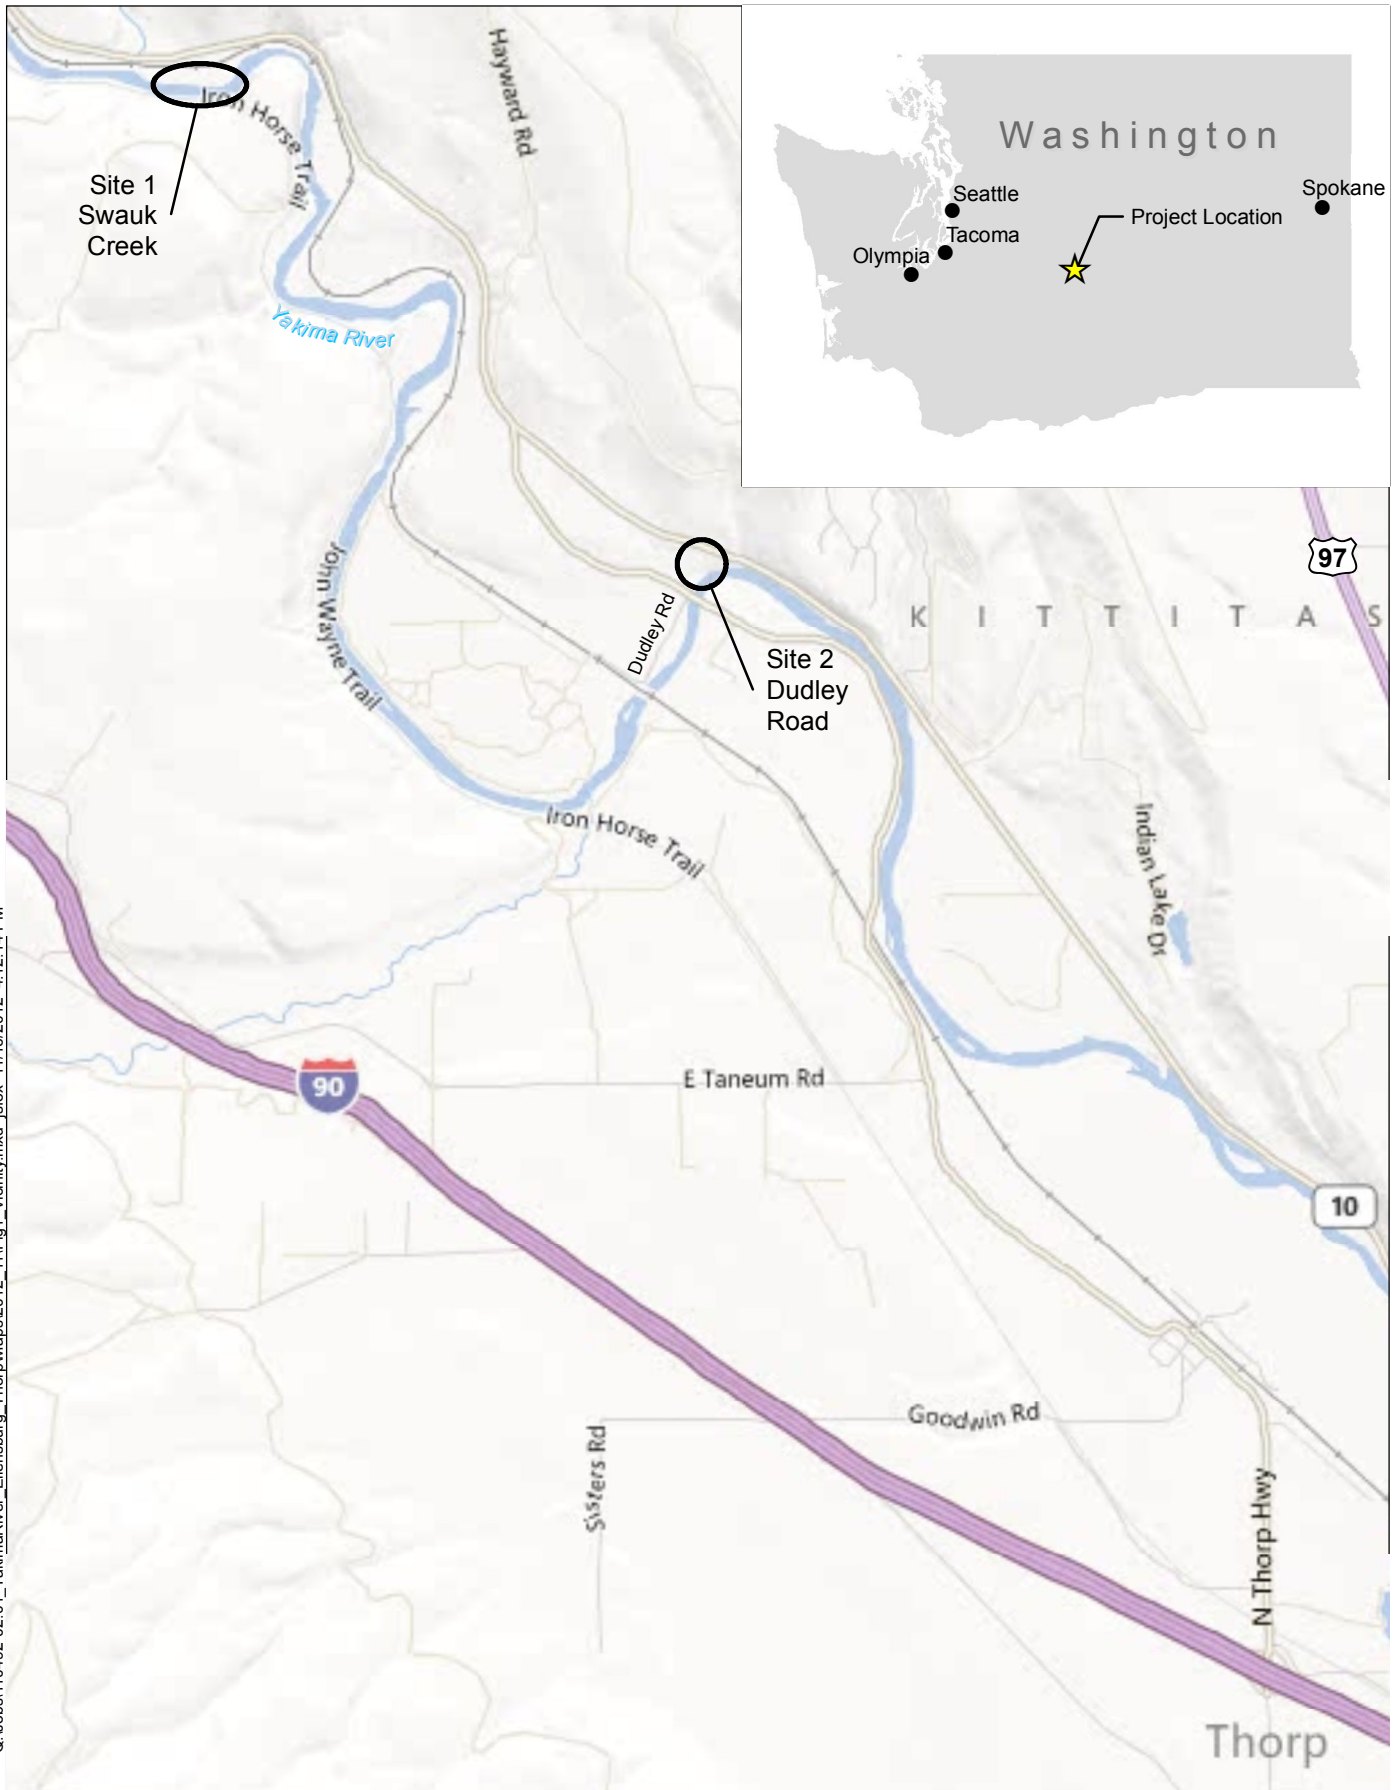 Hayward Rd
Washington
Seattle
Spokane
Project Location
Tacoma
Olympia
Iron Horse Trail
Site 1
Swauk
Creek
Yakima River
97
John Wayne Trail
Dudley Rd
KITTITAS
Site 2
Dudley
Road
Iron Horse Trail
Indian Lake Dr
90
E Taneum Rd
10
Goodwin Rd
Sisters Rd
N Thorp Hwy
Thorp